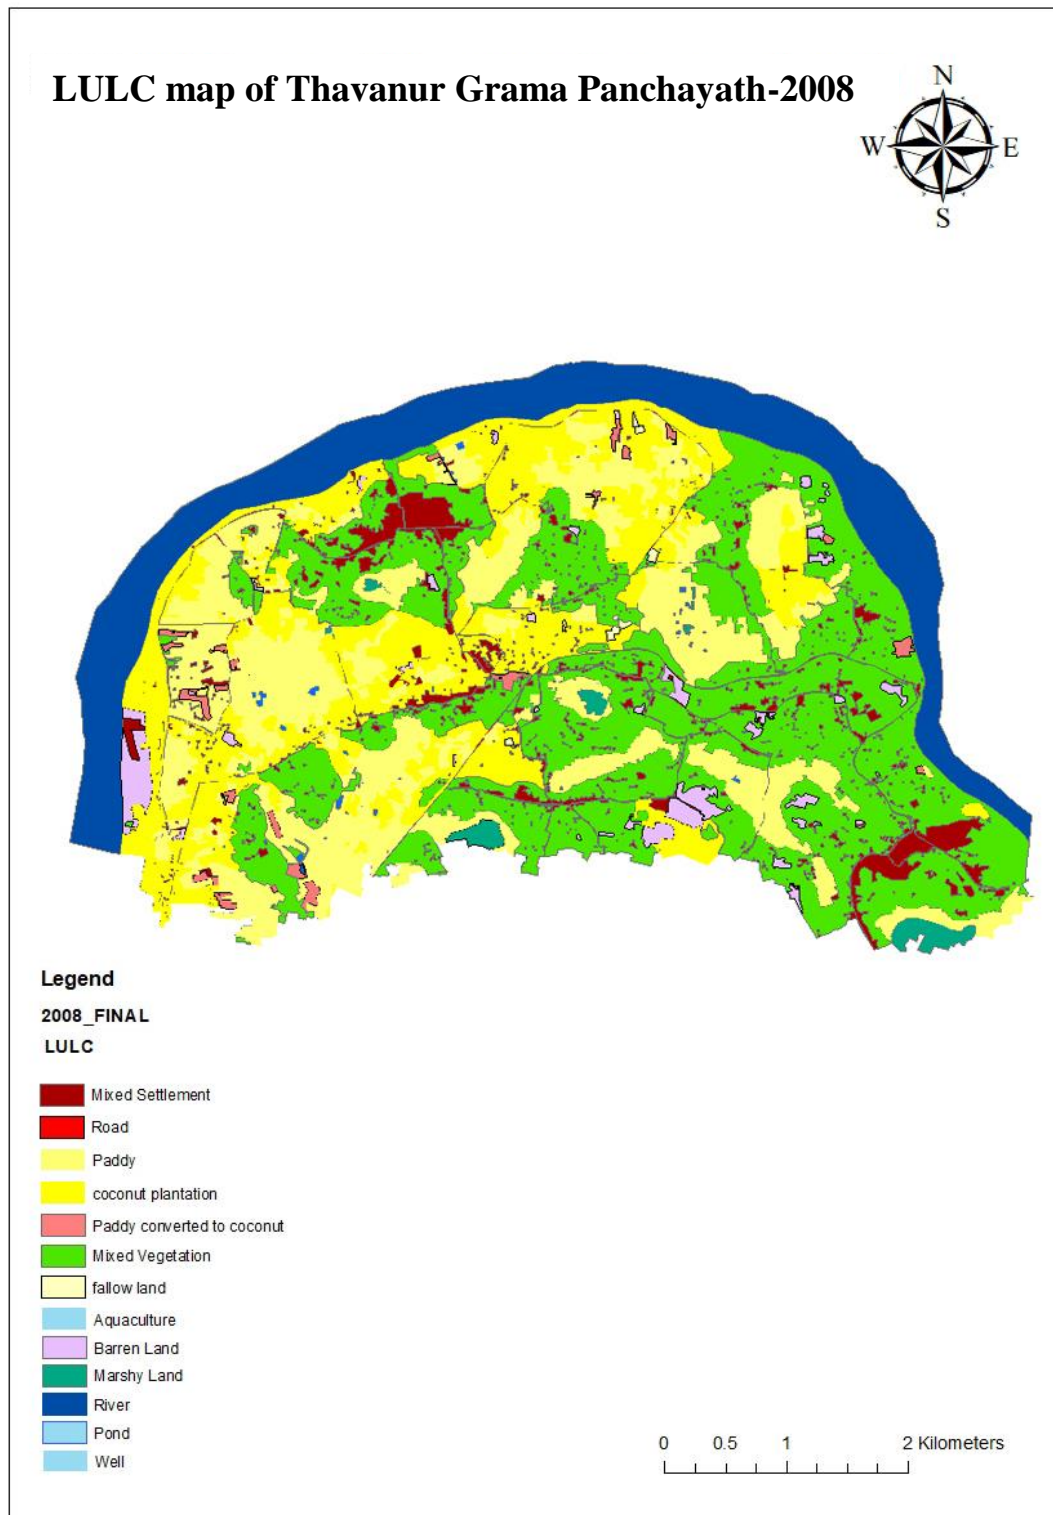 LULC map of Thavanur Grama Panchayath-2008
N
W E
S
Legend
2008_FINAL
LULC
Mixed Settlement
Road
Paddy
coconut plantation
Paddy converted to coconut
Mixed Vegetation
fallow land
Aquaculture
Barren Land
Marshy Land
River
Pond
Well
0 0.5 1 2 Kilometers